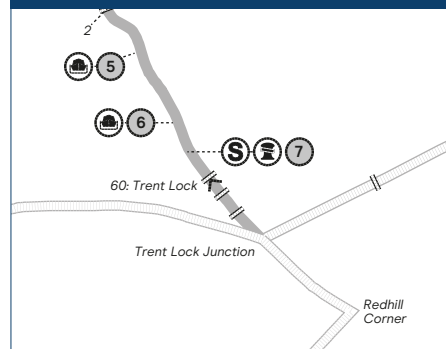 2
5
6
S 7
60: Trent Lock
Trent Lock Junction
Redhill
Corner